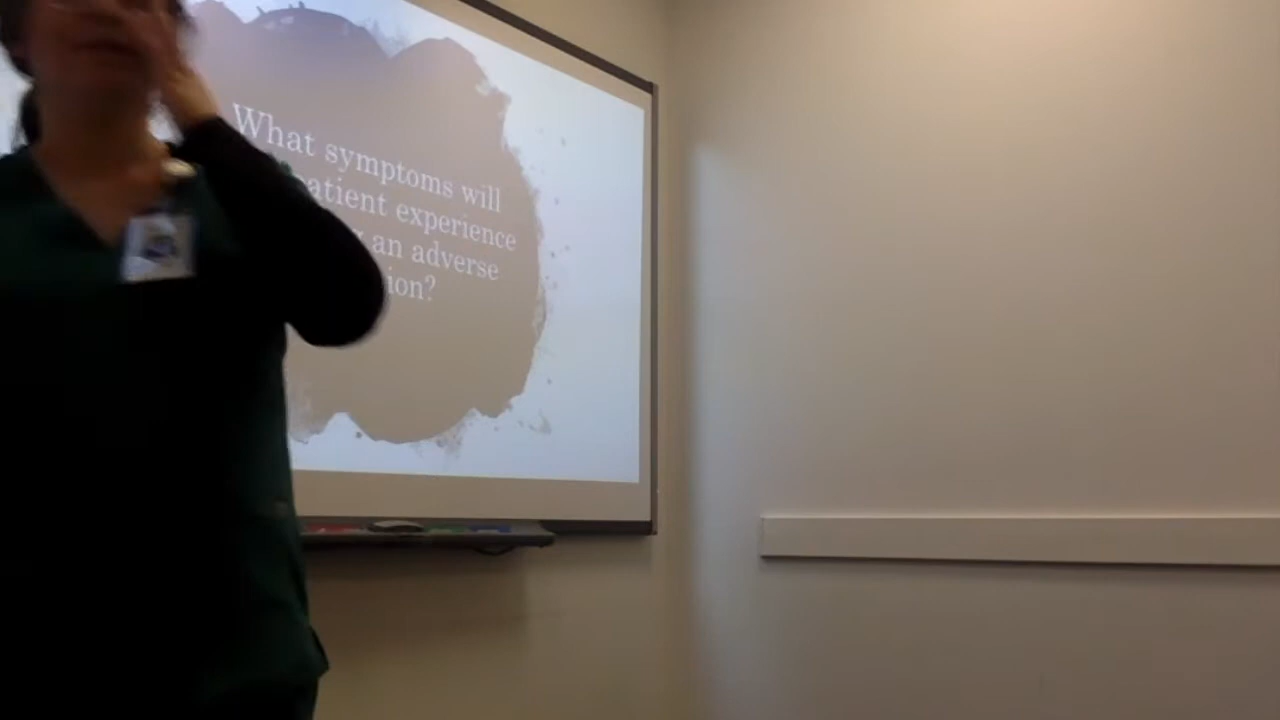 What symptoms will
patient experience
an adverse
ion?